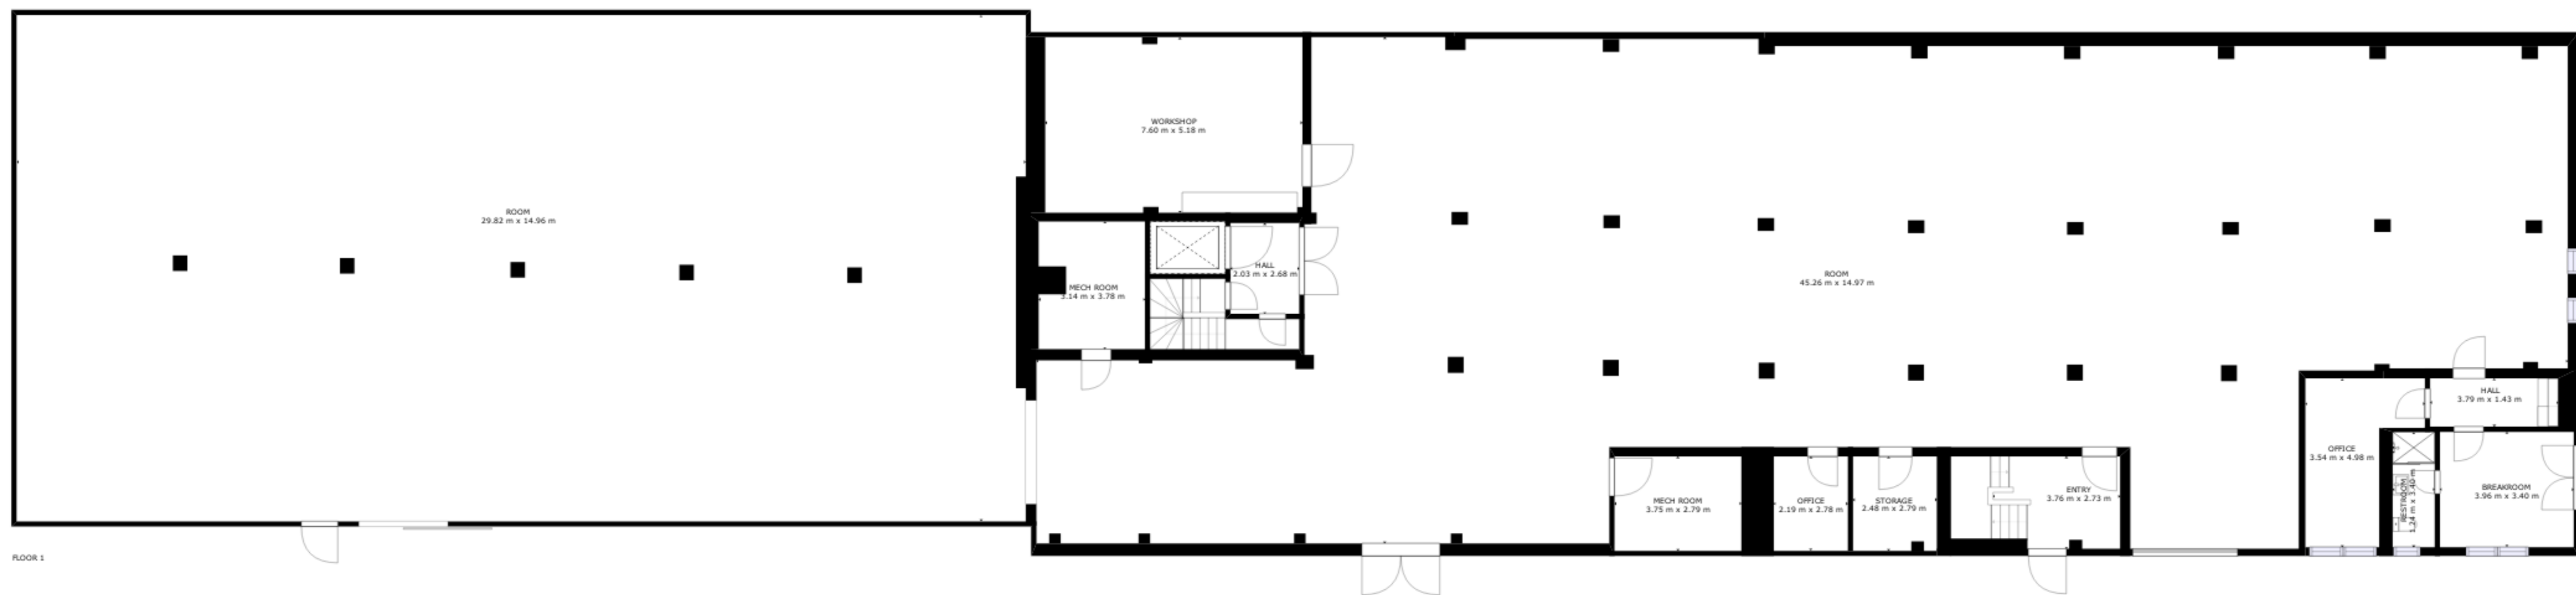 WORKSHOP
7.60 m x 5.18 m
ROOM
29.82 m x 14.96 m
HALL
2.03 m x 2.68 m
MECH ROOM
3.14 m x 3.78 m
ROOM
45.26 m x 14.97 m
HALL
3.79 m x 1.43 m
OFFICE
3.54 m x 4.98 m
MECH ROOM
3.75 m x 2.79 m
OFFICE
2.19 m x 2.78 m
STORAGE
2.48 m x 2.79 m
ENTRY
3.76 m x 2.73 m
RESTROOM
1.24 m x 3.40 m
BREAKROOM
3.96 m x 3.40 m
FLOOR 1